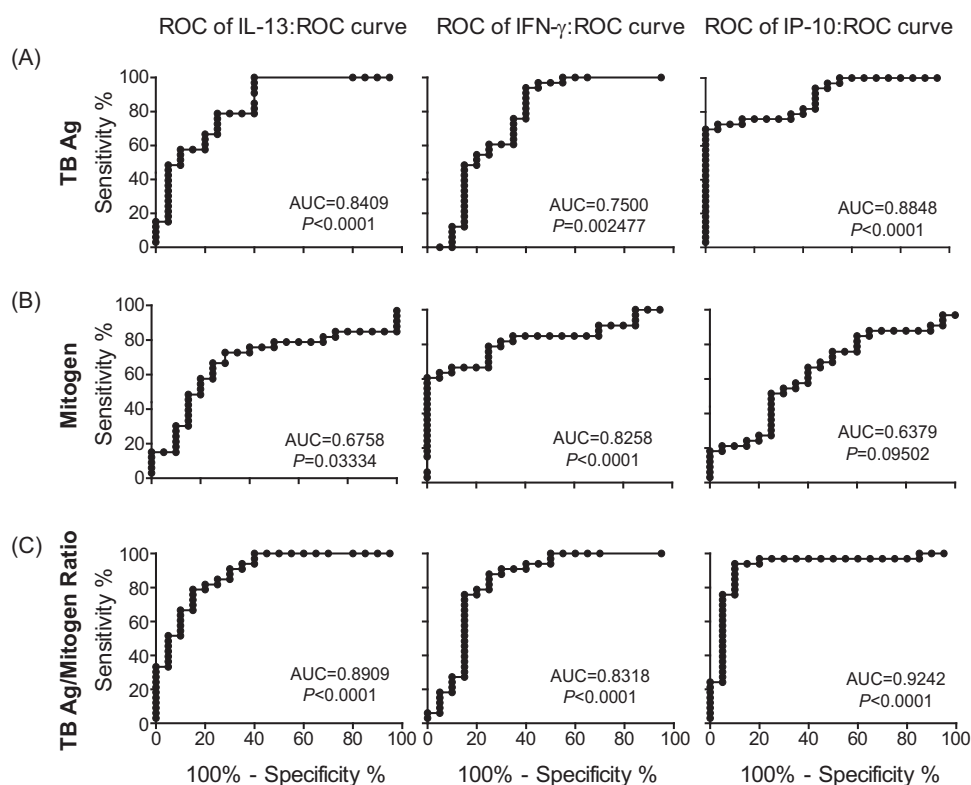 ROC of IL-13:ROC curve
ROC of IFN-γ:ROC curve
ROC of IP-10:ROC curve
(A)
TB Ag
Sensitivity %
100
80
60
40
20
0
AUC=0.8409
P<0.0001
AUC=0.7500
P=0.002477
AUC=0.8848
P<0.0001
(B)
Mitogen
Sensitivity %
100
80
60
40
20
0
AUC=0.6758
P=0.03334
AUC=0.8258
P<0.0001
AUC=0.6379
P=0.09502
(C)
TB Ag/Mitogen Ratio
Sensitivity %
100
80
60
40
20
0
AUC=0.8909
P<0.0001
AUC=0.8318
P<0.0001
AUC=0.9242
P<0.0001
0 20 40 60 80 100
0 20 40 60 80 100
0 20 40 60 80 100
100% - Specificity %
100% - Specificity %
100% - Specificity %